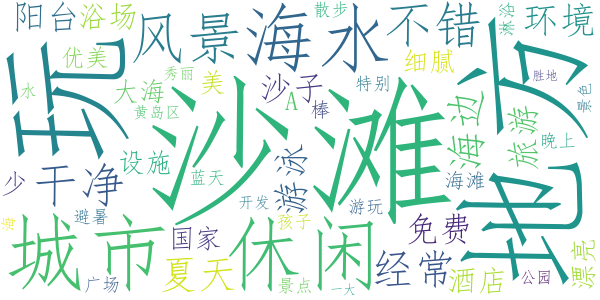 阳台
浴场
风景
海水
散步
不错
淋浴
环境
优美
秀丽
美
细腻
玩
大海
沙子
A
特别
方
胜地
水
黄岛区
棒
景色
沙滩
海边
旅游
设施
晚上
少
干净
蓝天
游泳
海滩
地
避暑
开发
游玩
孩子
免费
漂亮
城市
国家
休闲
经常
夏天
酒店
公园
广场
景点
一大